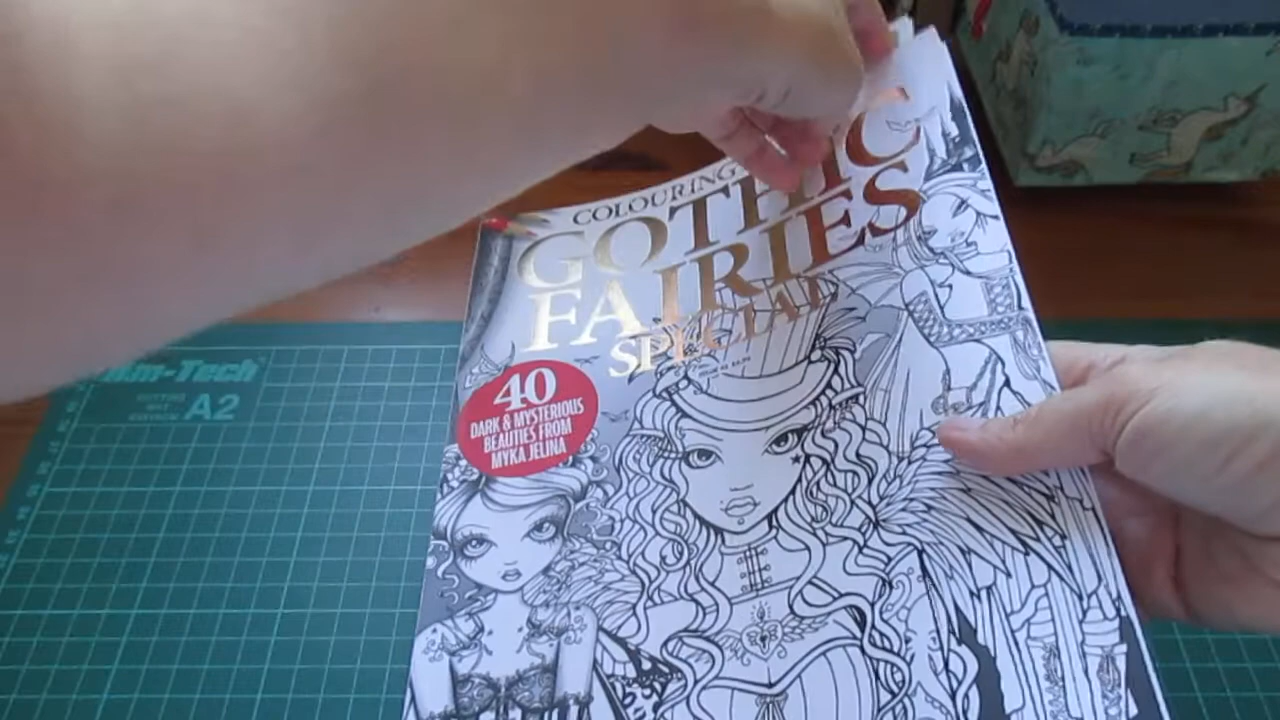 COLOURING
GOTHIC
FAIRIES
SPECIAL
40
DARK & MYSTERIOUS
BEAUTIES FROM
MYKA JELINA
A2